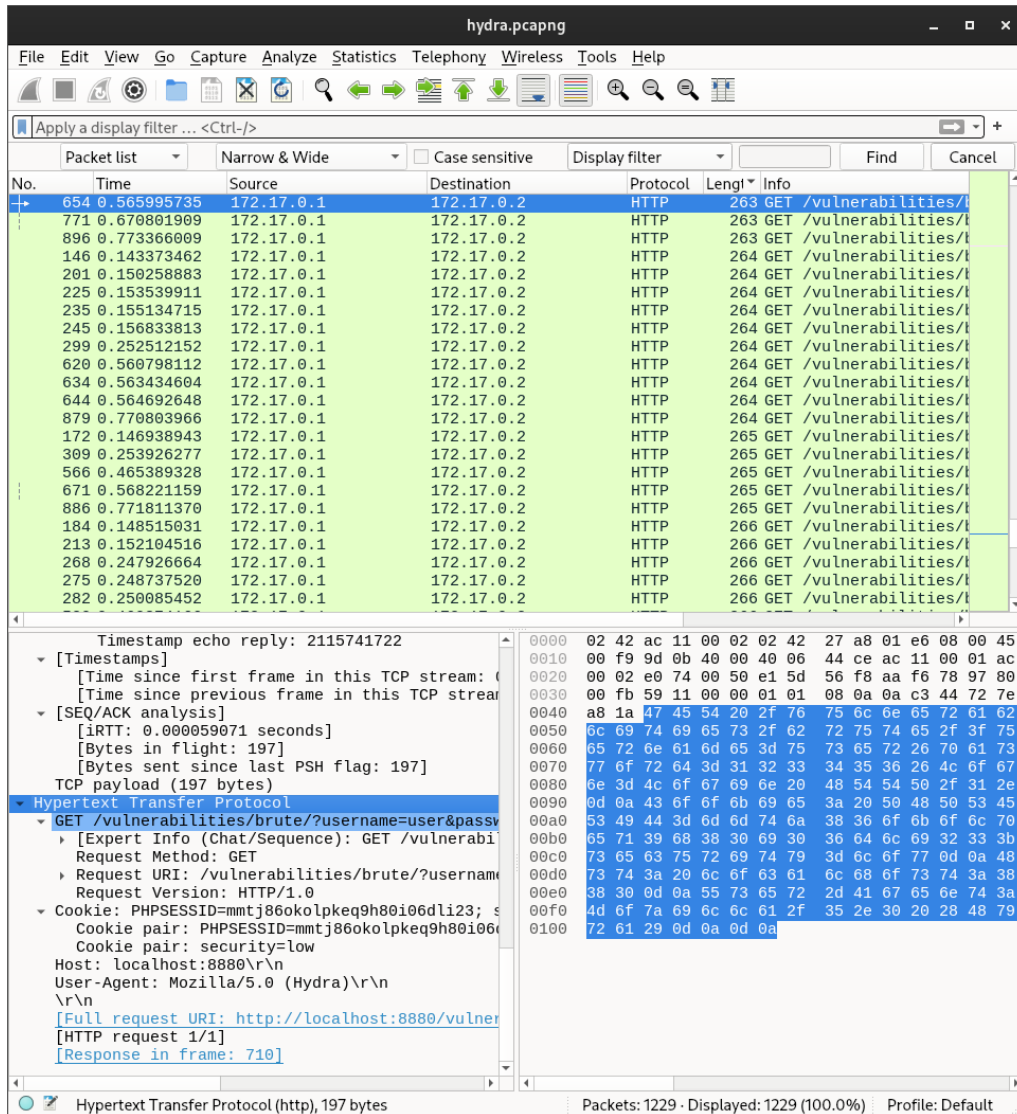 hydra.pcapng
File Edit View Go Capture Analyze Statistics Telephony Wireless Tools Help
Apply a display filter … <Ctrl-/>
+
Packet list Narrow & Wide Case sensitive Display filter Find Cancel
No. Time Source Destination Protocol Lengt Info
654 0.565995735 172.17.0.1 172.17.0.2 HTTP 263 GET /vulnerabilities/b
771 0.670801909 172.17.0.1 172.17.0.2 HTTP 263 GET /vulnerabilities/b
896 0.773366009 172.17.0.1 172.17.0.2 HTTP 263 GET /vulnerabilities/b
146 0.143373462 172.17.0.1 172.17.0.2 HTTP 264 GET /vulnerabilities/b
201 0.150258883 172.17.0.1 172.17.0.2 HTTP 264 GET /vulnerabilities/b
225 0.153539911 172.17.0.1 172.17.0.2 HTTP 264 GET /vulnerabilities/b
235 0.155134715 172.17.0.1 172.17.0.2 HTTP 264 GET /vulnerabilities/b
245 0.156833813 172.17.0.1 172.17.0.2 HTTP 264 GET /vulnerabilities/b
299 0.252512152 172.17.0.1 172.17.0.2 HTTP 264 GET /vulnerabilities/b
620 0.560798112 172.17.0.1 172.17.0.2 HTTP 264 GET /vulnerabilities/b
634 0.563434604 172.17.0.1 172.17.0.2 HTTP 264 GET /vulnerabilities/b
644 0.564692648 172.17.0.1 172.17.0.2 HTTP 264 GET /vulnerabilities/b
879 0.770803966 172.17.0.1 172.17.0.2 HTTP 264 GET /vulnerabilities/b
172 0.146938943 172.17.0.1 172.17.0.2 HTTP 265 GET /vulnerabilities/b
309 0.253926277 172.17.0.1 172.17.0.2 HTTP 265 GET /vulnerabilities/b
566 0.465389328 172.17.0.1 172.17.0.2 HTTP 265 GET /vulnerabilities/b
671 0.568221159 172.17.0.1 172.17.0.2 HTTP 265 GET /vulnerabilities/b
886 0.771811370 172.17.0.1 172.17.0.2 HTTP 265 GET /vulnerabilities/b
184 0.148515031 172.17.0.1 172.17.0.2 HTTP 266 GET /vulnerabilities/b
213 0.152104516 172.17.0.1 172.17.0.2 HTTP 266 GET /vulnerabilities/b
268 0.247926664 172.17.0.1 172.17.0.2 HTTP 266 GET /vulnerabilities/b
275 0.248737520 172.17.0.1 172.17.0.2 HTTP 266 GET /vulnerabilities/b
282 0.250085452 172.17.0.1 172.17.0.2 HTTP 266 GET /vulnerabilities/b
Timestamp echo reply: 2115741722
[Timestamps]
[Time since first frame in this TCP stream:
[Time since previous frame in this TCP strea
[SEQ/ACK analysis]
[iRTT: 0.000059071 seconds]
[Bytes in flight: 197]
[Bytes sent since last PSH flag: 197]
TCP payload (197 bytes)
Hypertext Transfer Protocol
GET /vulnerabilities/brute/?username=user&passw
[Expert Info (Chat/Sequence): GET /vulnerabi
Request Method: GET
Request URI: /vulnerabilities/brute/?username
Request Version: HTTP/1.0
Cookie: PHPSESSID=mmtj86okolpkeq9h80i06dli23; s
Cookie pair: PHPSESSID=mmtj86okolpkeq9h80i06
Cookie pair: security=low
Host: localhost:8880\r\n
User-Agent: Mozilla/5.0 (Hydra)\r\n
\r\n
[Full request URI: http://localhost:8880/vulner
[HTTP request 1/1]
[Response in frame: 710]
0000 02 42 ac 11 00 02 02 42 27 a8 01 e6 08 00 45
0010 00 f9 9d 0b 40 00 40 06 44 ce ac 11 00 01 ac
0020 00 02 e0 74 00 50 e1 5d 56 f8 aa f6 78 97 80
0030 00 fb 59 11 00 00 01 01 08 0a 0a c3 44 72 7e
0040 a8 1a 47 45 54 20 2f 76 75 6c 6e 65 72 61 62
0050 6c 69 74 69 65 73 2f 62 72 75 74 65 2f 3f 75
0060 65 72 6e 61 6d 65 3d 75 73 65 72 26 70 61 73
0070 77 6f 72 64 3d 31 32 33 34 35 36 26 4c 6f 67
0080 6e 3d 4c 6f 67 69 6e 20 48 54 54 50 2f 31 2e
0090 0d 0a 43 6f 6f 6b 69 65 3a 20 50 48 50 53 45
00a0 53 49 44 3d 6d 6d 74 6a 38 36 6f 6b 6f 6c 70
00b0 65 71 39 68 38 30 69 30 36 64 6c 69 32 33 3b
00c0 73 65 63 75 72 69 74 79 3d 6c 6f 77 0d 0a 48
00d0 73 74 3a 20 6c 6f 63 61 6c 68 6f 73 74 3a 38
00e0 38 30 0d 0a 55 73 65 72 2d 41 67 65 6e 74 3a
00f0 4d 6f 7a 69 6c 6c 61 2f 35 2e 30 20 28 48 79
0100 72 61 29 0d 0a 0d 0a
Hypertext Transfer Protocol (http), 197 bytes Packets: 1229 · Displayed: 1229 (100.0%) Profile: Default